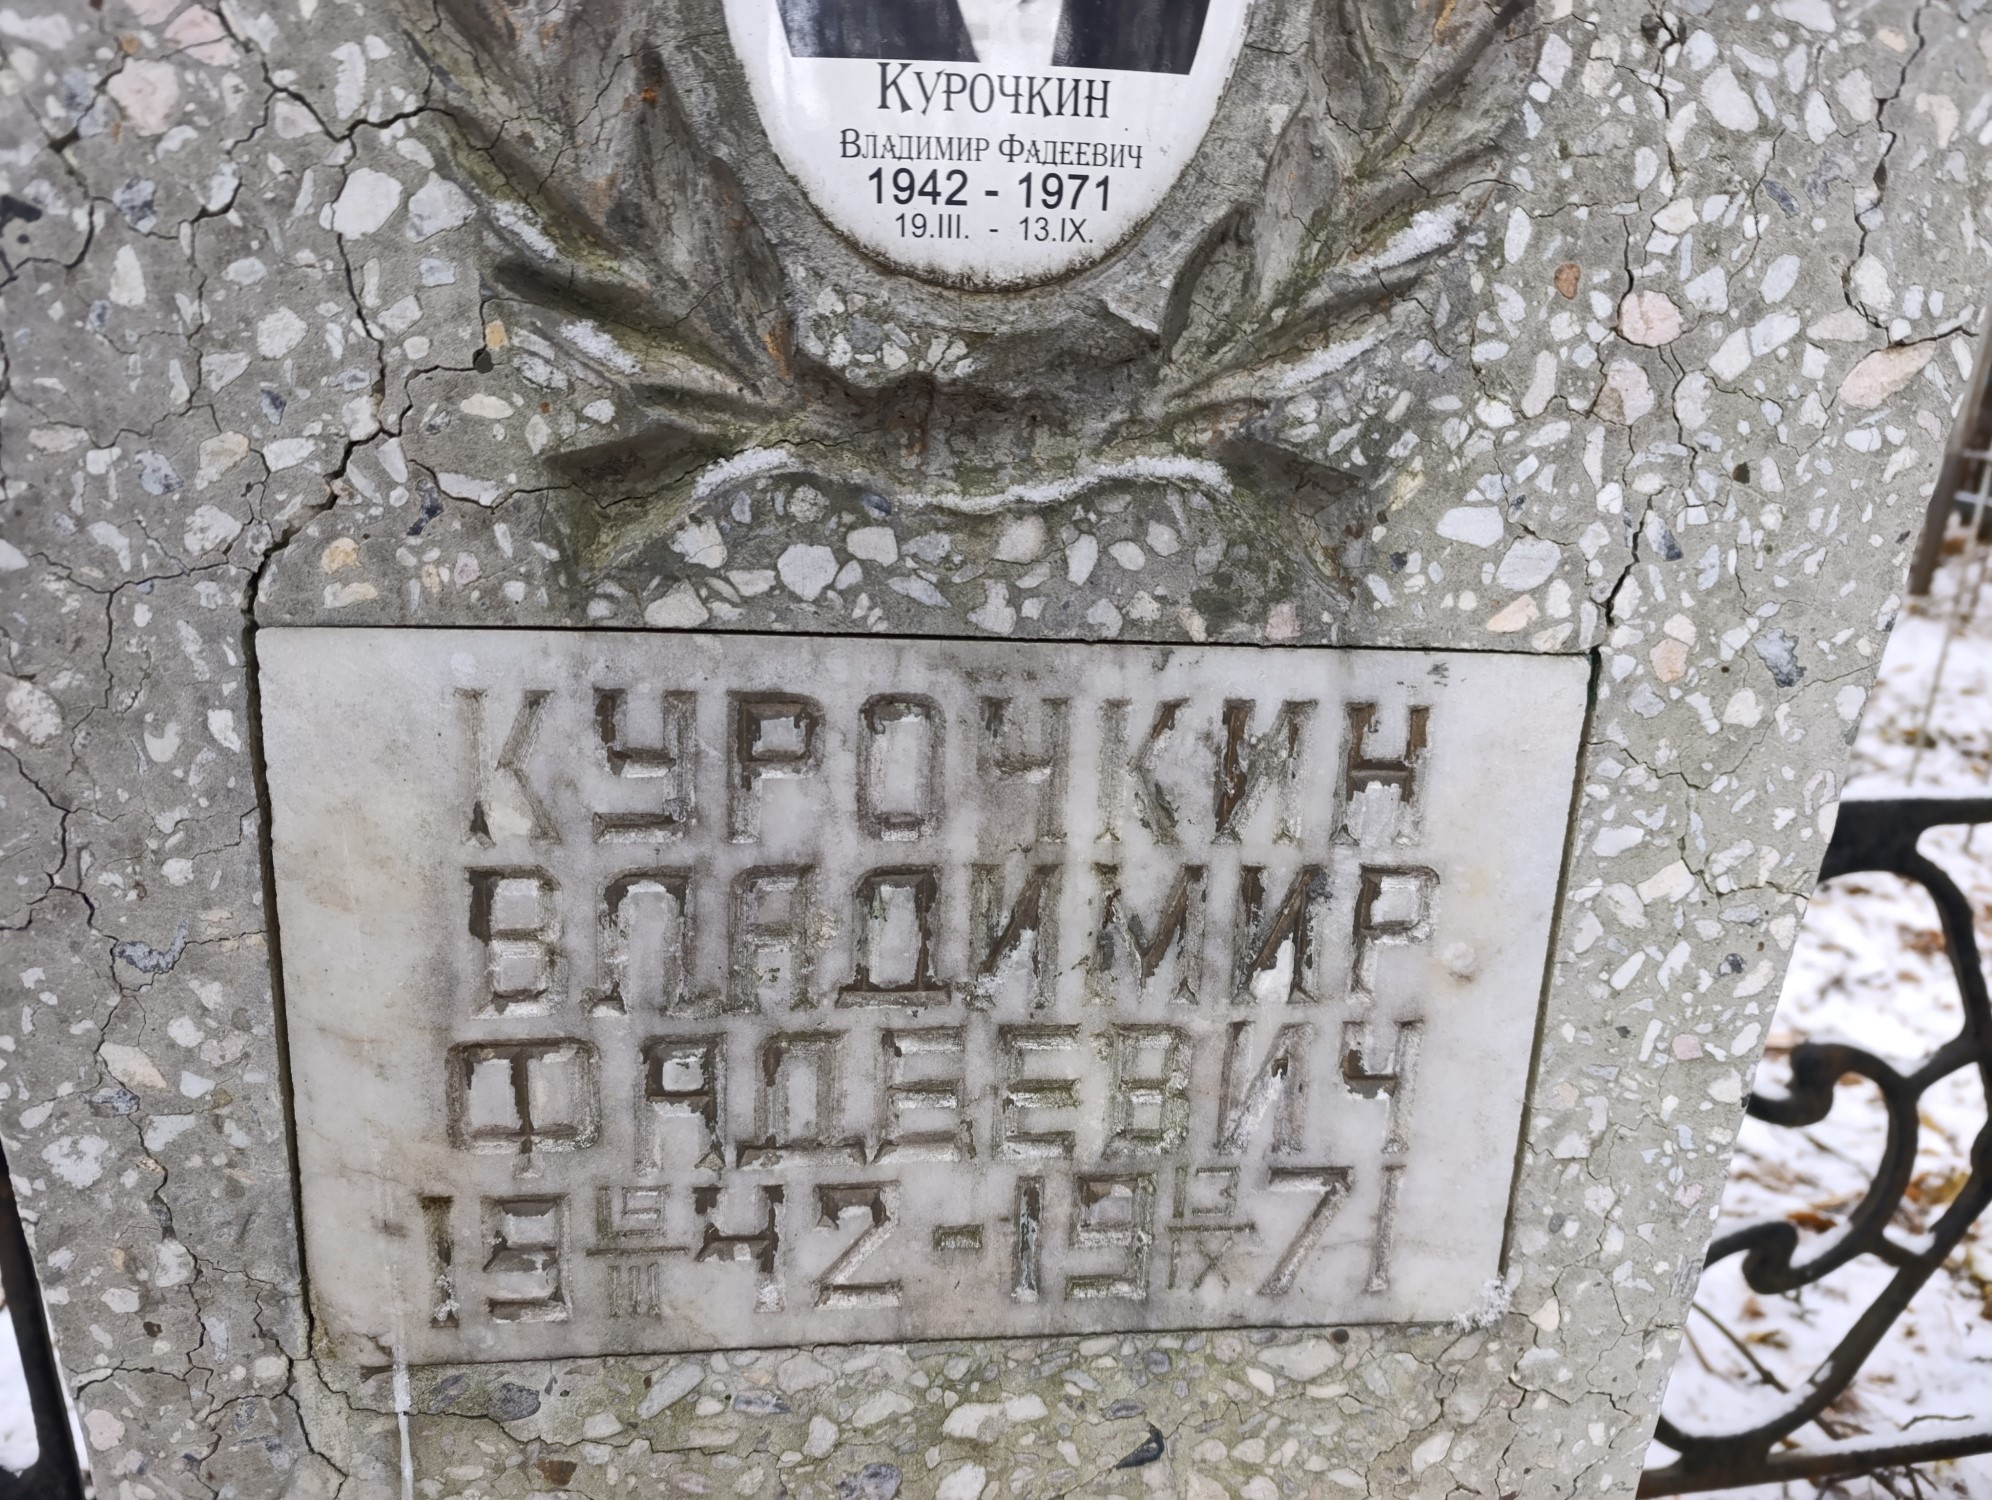 Курочкин
Владимир Фадеевич
1942 - 1971
19.III. - 13.IX.
КУРОЧКИН
ВЛАДИМИР
ФАДЕЕВИЧ
19 19/III 42 - 19 13/IX 71